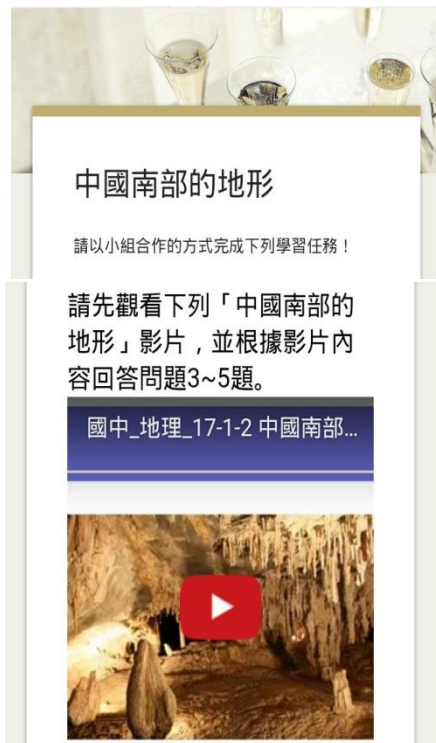 中國南部的地形
請以小組合作的方式完成下列學習任務！
請先觀看下列「中國南部的
地形」影片，並根據影片內
容回答問題3~5題。
國中_地理_17-1-2 中國南部...